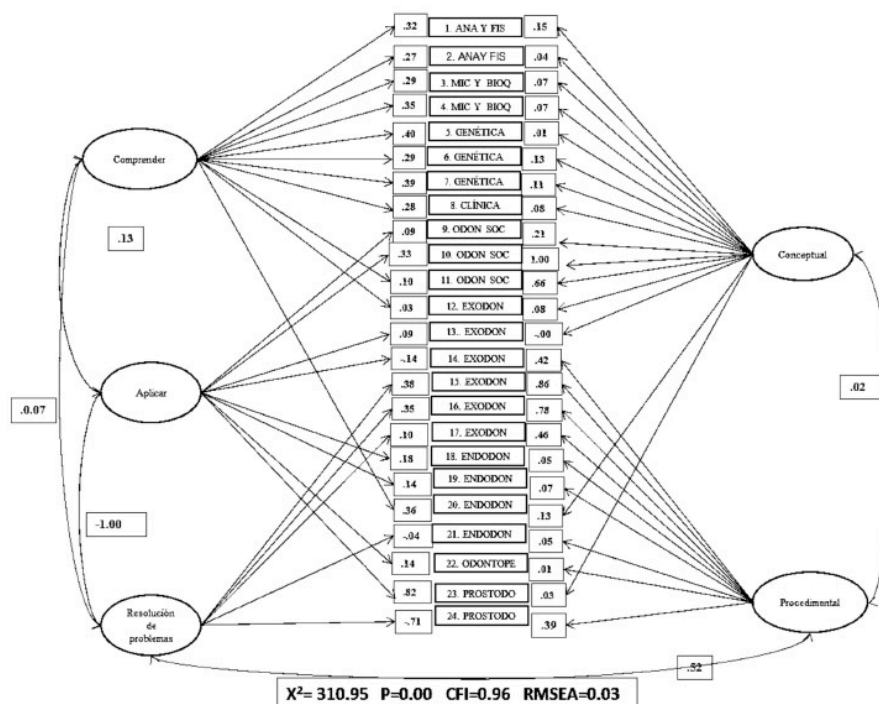 .32 1. ANA Y FIS .15
.27 2. ANAY FIS .04
.29 3. MIC Y BIOQ .07
.35 4. MIC Y BIOQ .07
.40 5. GENÉTICA .01
.29 6. GENÉTICA .13
.39 7. GENÉTICA .11
.28 8. CLÍNICA .08
.09 9. ODON SOC .21
.33 10. ODON SOC 1.00
.10 11. ODON SOC .66
.03 12. EXODON .08
.09 13. EXODON -.00
-.14 14. EXODON .42
.38 15. EXODON .86
.35 16. EXODON .78
.10 17. EXODON .46
.18 18. ENDODON .05
.14 19. ENDODON .07
.36 20. ENDODON .13
-.04 21. ENDODON .05
.14 22. ODONTOPE .01
.82 23. PROSTODO .03
-.71 24. PROSTODO .39
Comprender
.13
Aplicar
.0.07
-1.00
Resolución
de
problemas
Conceptual
.02
Procedimental
.52
X²= 310.95 P=0.00 CFI=0.96 RMSEA=0.03